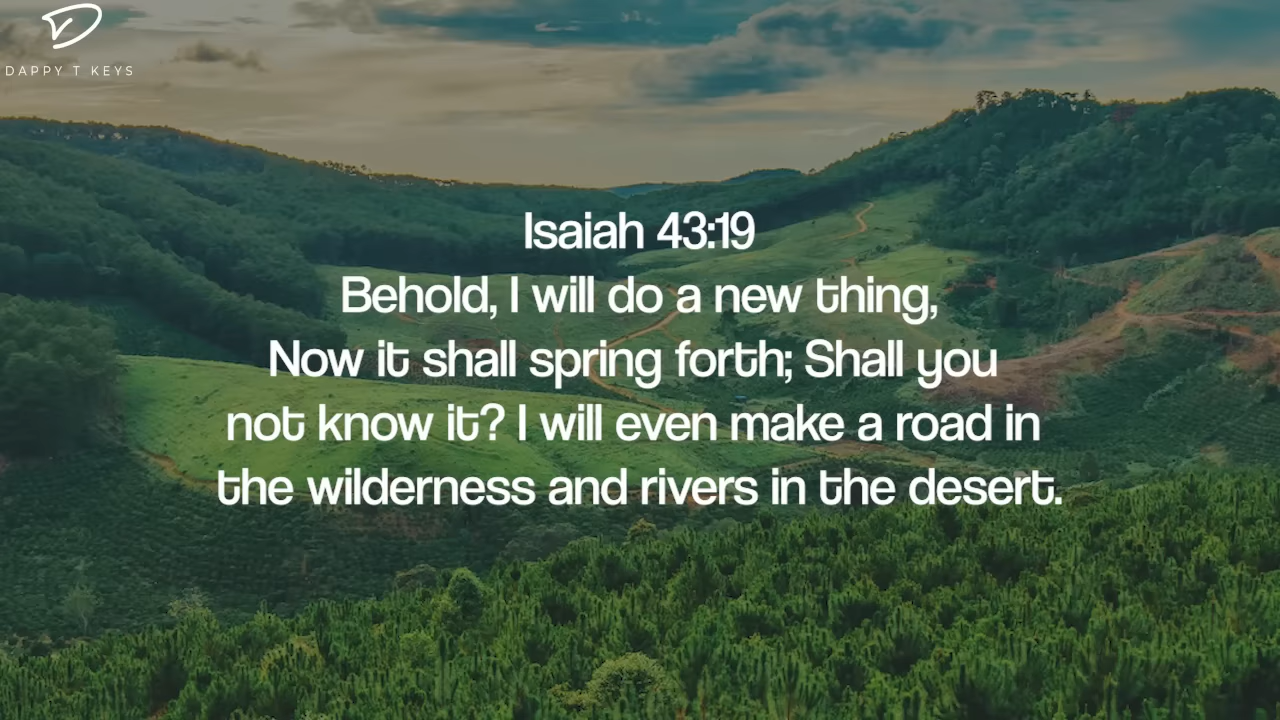 DAPPY T KEYS
Isaiah 43:19
Behold, I will do a new thing,
Now it shall spring forth; Shall you
not know it? I will even make a road in
the wilderness and rivers in the desert.